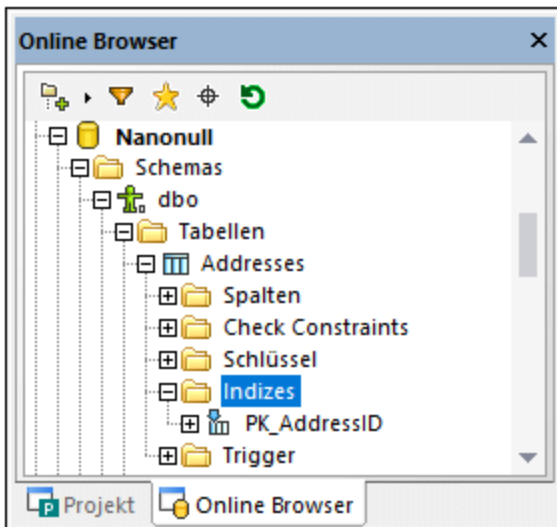 Online Browser
Nanonull
Schemas
dbo
Tabellen
Addresses
Spalten
Check Constraints
Schlüssel
Indizes
PK_AddressID
Trigger
Projekt Online Browser